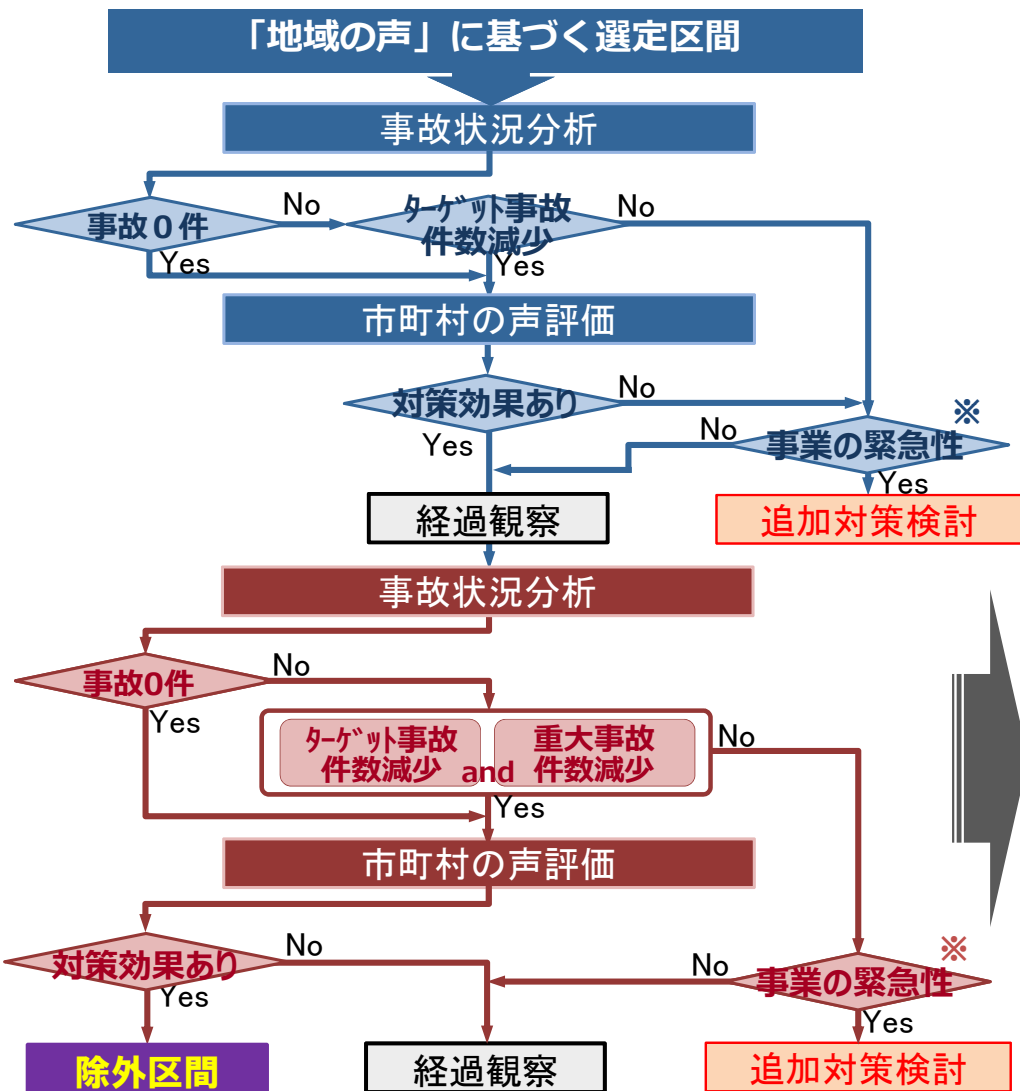 「地域の声」に基づく選定区間
事故状況分析
事故０件
No
ﾀｰｹﾞｯﾄ事故
件数減少
No
Yes
Yes
市町村の声評価
対策効果あり
No
Yes
事業の緊急性
※
No
Yes
経過観察
追加対策検討
事故状況分析
事故0件
No
Yes
ﾀｰｹﾞｯﾄ事故
件数減少
and
重大事故
件数減少
No
Yes
市町村の声評価
対策効果あり
No
Yes
事業の緊急性
※
No
Yes
除外区間
経過観察
追加対策検討